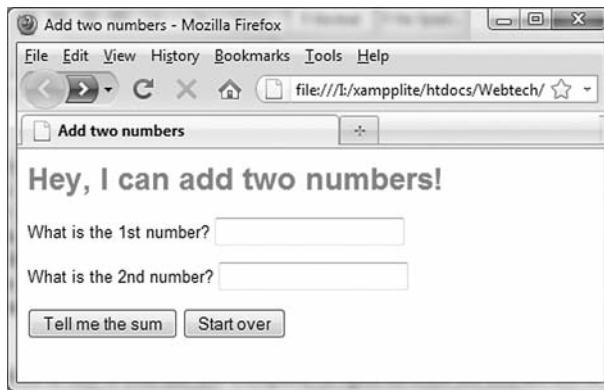 Add two numbers - Mozilla Firefox
File Edit View History Bookmarks Tools Help
file:///I:/xampplite/htdocs/Webtech/
Add two numbers
Hey, I can add two numbers!
What is the 1st number?
What is the 2nd number?
Tell me the sum Start over